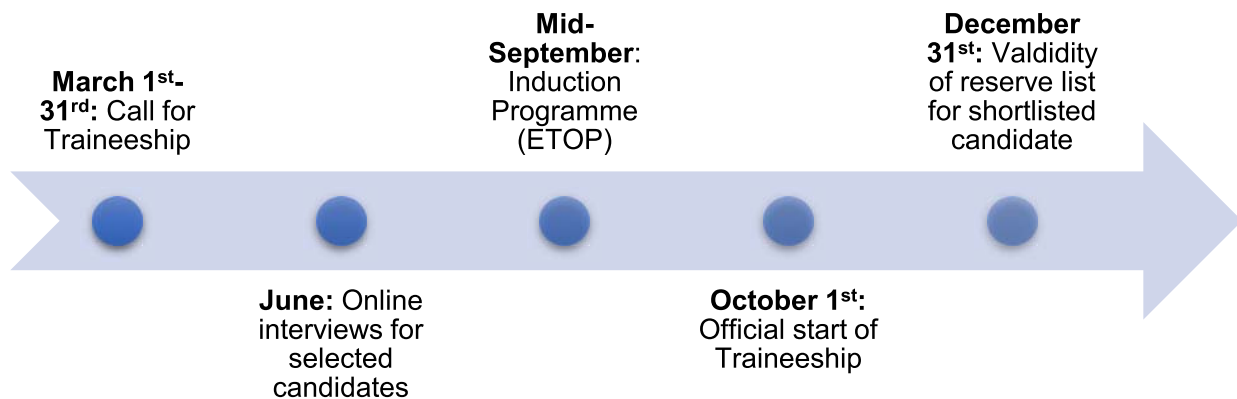 March 1st-
31rd: Call for
Traineeship
June: Online
interviews for
selected
candidates
Mid-
September:
Induction
Programme
(ETOP)
October 1st:
Official start of
Traineeship
December
31st: Valdidity
of reserve list
for shortlisted
candidate